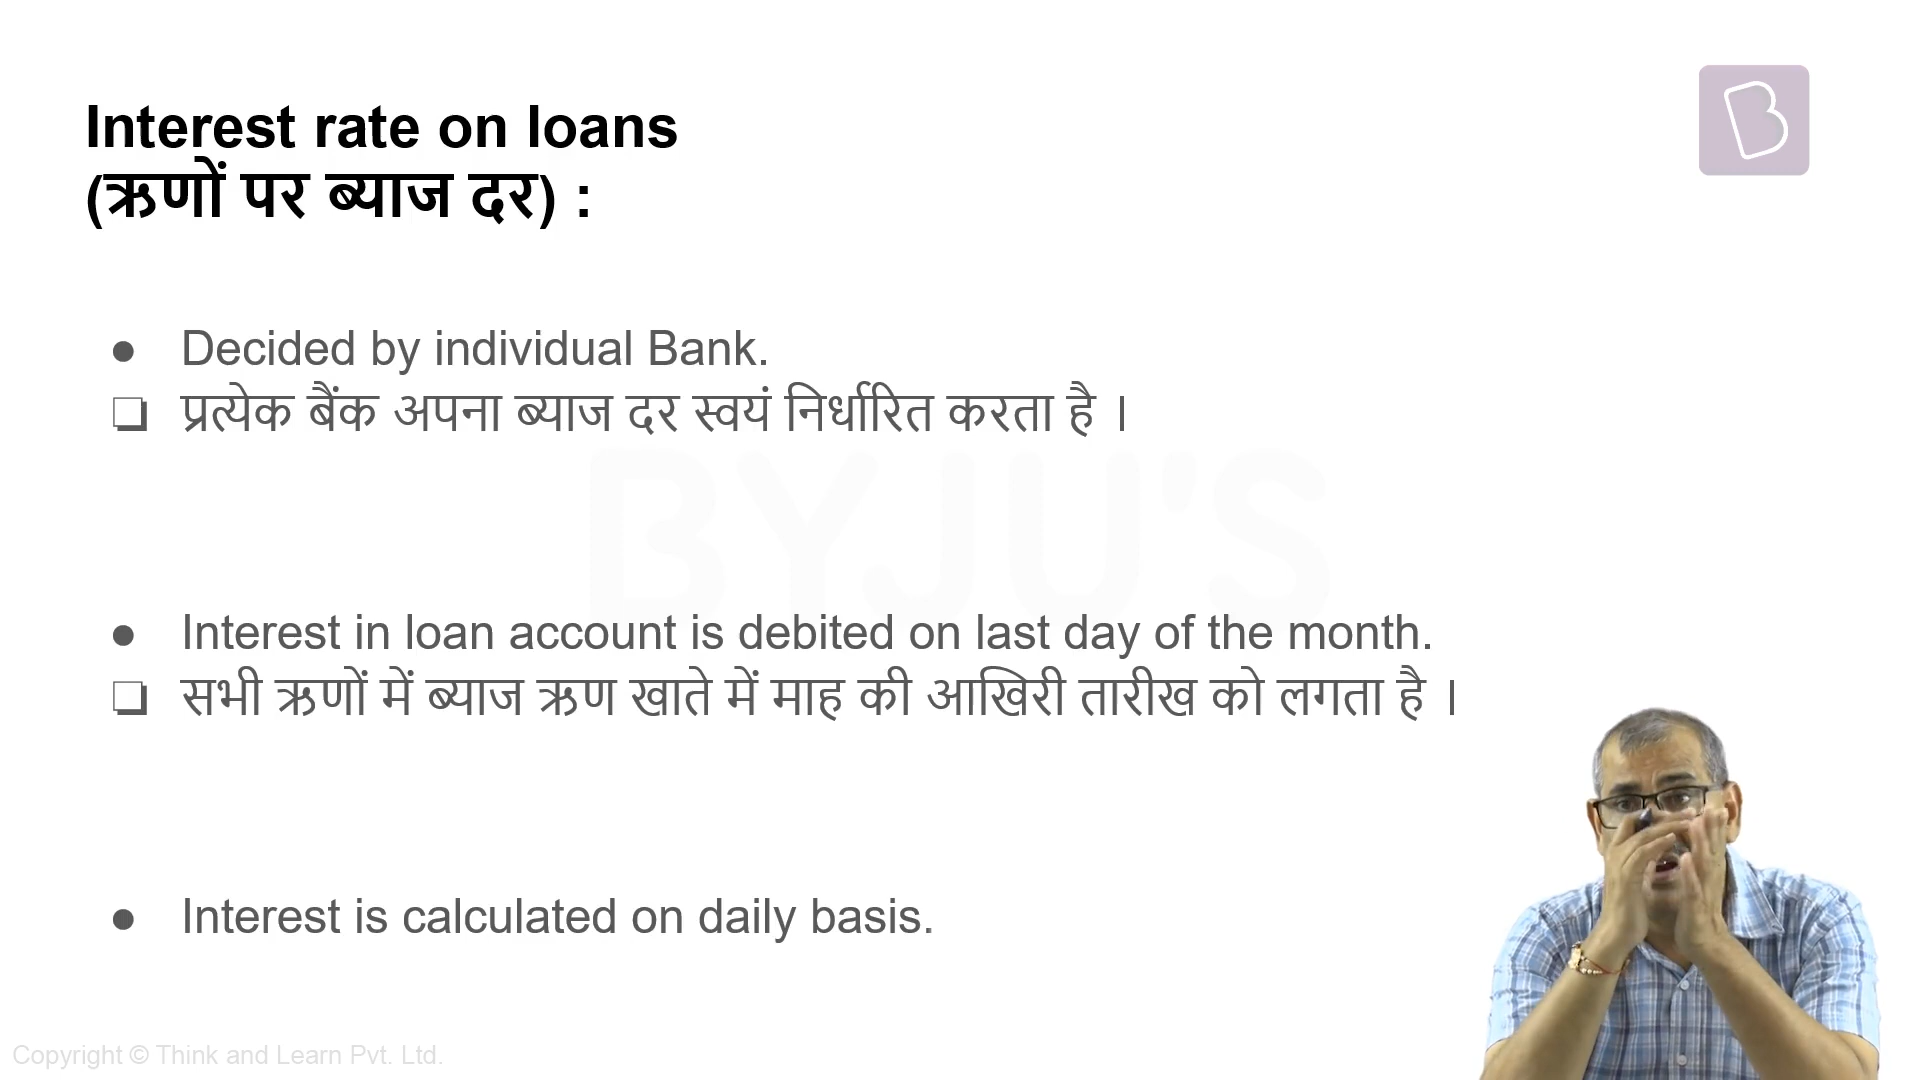 Interest rate on loans
(ऋणों पर ब्याज दर) :
● Decided by individual Bank.
❏ प्रत्येक बैंक अपना ब्याज दर स्वयं निर्धारित करता है ।
BYJU'S
● Interest in loan account is debited on last day of the month.
❏ सभी ऋणों में ब्याज ऋण खाते में माह की आखिरी तारीख को लगता है ।
● Interest is calculated on daily basis.
Copyright © Think and Learn Pvt. Ltd.